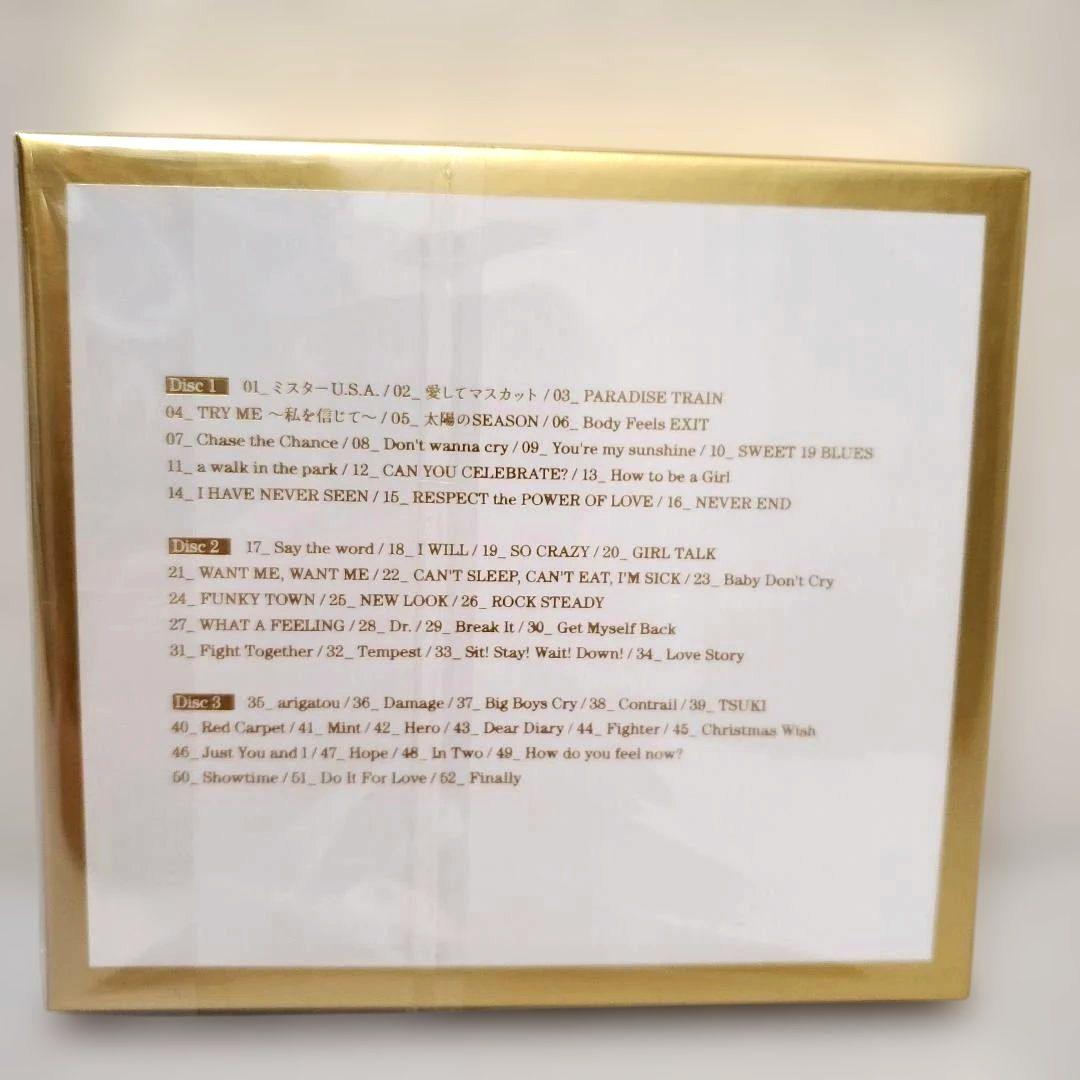 Disc 1 01_ ミスターU.S.A. / 02_ 愛してマスカット / 03_ PARADISE TRAIN
04_ TRY ME ～私を信じて～ / 05_ 太陽のSEASON / 06_ Body Feels EXIT
07_ Chase the Chance / 08_ Don't wanna cry / 09_ You're my sunshine / 10_ SWEET 19 BLUES
11_ a walk in the park / 12_ CAN YOU CELEBRATE? / 13_ How to be a Girl
14_ I HAVE NEVER SEEN / 15_ RESPECT the POWER OF LOVE / 16_ NEVER END
Disc 2 17_ Say the word / 18_ I WILL / 19_ SO CRAZY / 20_ GIRL TALK
21_ WANT ME, WANT ME / 22_ CAN'T SLEEP, CAN'T EAT, I'M SICK / 23_ Baby Don't Cry
24_ FUNKY TOWN / 25_ NEW LOOK / 26_ ROCK STEADY
27_ WHAT A FEELING / 28_ Dr. / 29_ Break It / 30_ Get Myself Back
31_ Fight Together / 32_ Tempest / 33_ Sit! Stay! Wait! Down! / 34_ Love Story
Disc 3 35_ arigatou / 36_ Damage / 37_ Big Boys Cry / 38_ Contrail / 39_ TSUKI
40_ Red Carpet / 41_ Mint / 42_ Hero / 43_ Dear Diary / 44_ Fighter / 45_ Christmas Wish
46_ Just You and I / 47_ Hope / 48_ In Two / 49_ How do you feel now?
50_ Showtime / 51_ Do It For Love / 52_ Finally